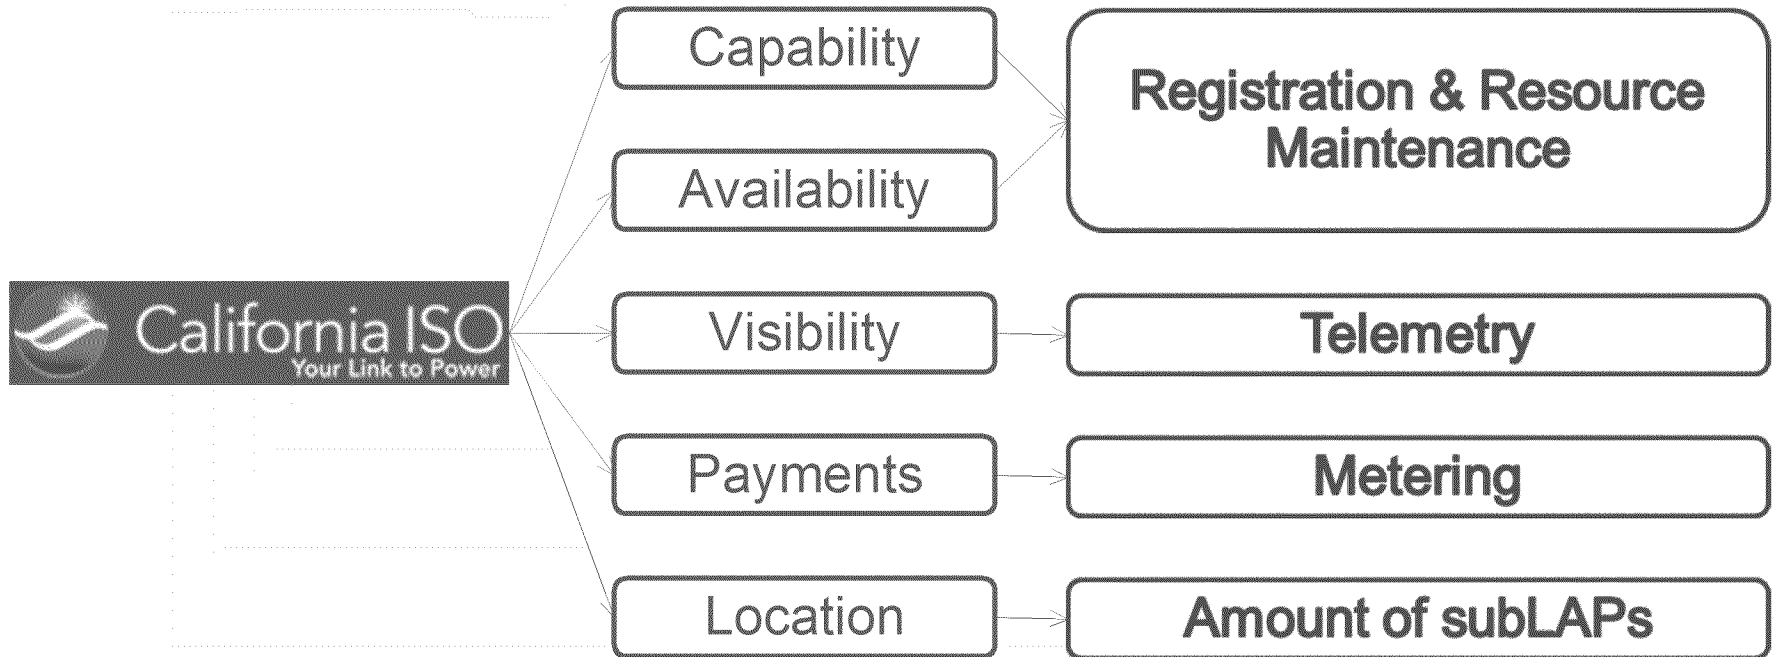 Capability
Registration & Resource
Maintenance
Availability
California ISO
Your Link to Power
Visibility
Telemetry
Payments
Metering
Location
Amount of subLAPs